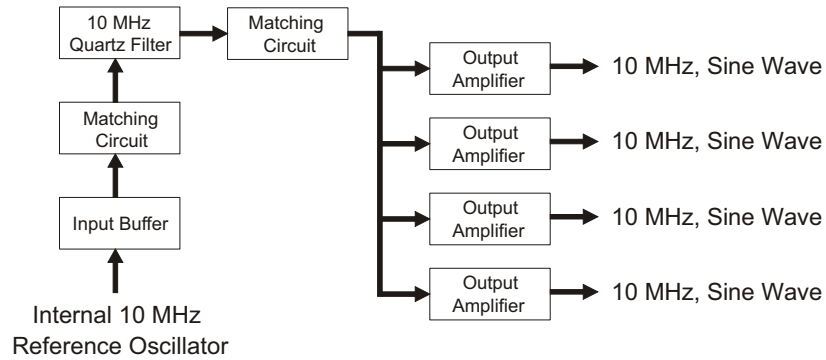 10 MHz
Quartz Filter
Matching
Circuit
Matching
Circuit
Input Buffer
Internal 10 MHz
Reference Oscillator
Output
Amplifier
10 MHz, Sine Wave
Output
Amplifier
10 MHz, Sine Wave
Output
Amplifier
10 MHz, Sine Wave
Output
Amplifier
10 MHz, Sine Wave